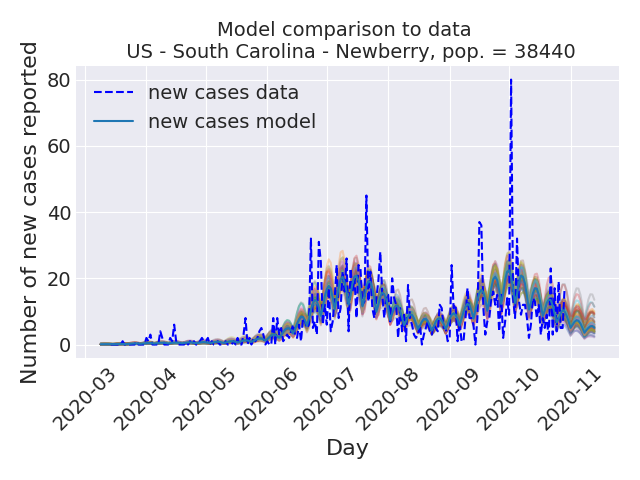 Model comparison to data
US - South Carolina - Newberry, pop. = 38440
Number of new cases reported
80
60
40
20
0
new cases data
new cases model
2020-03
2020-04
2020-05
2020-06
2020-07
2020-08
2020-09
2020-10
2020-11
Day